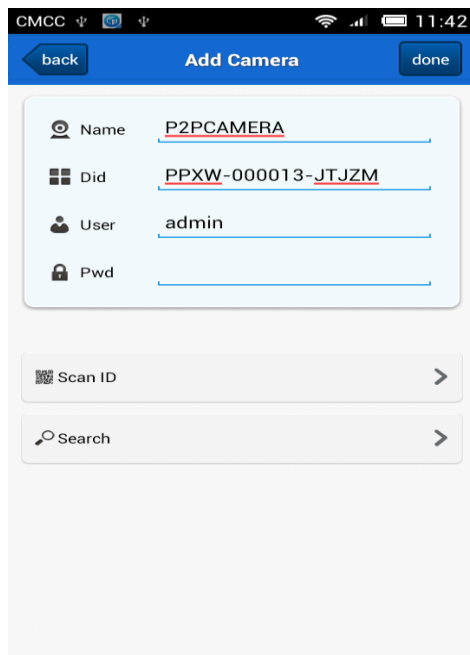 CMCC 11:42
back Add Camera done
Name P2PCAMERA
Did PPXW-000013-JTJZM
User admin
Pwd
Scan ID
Search